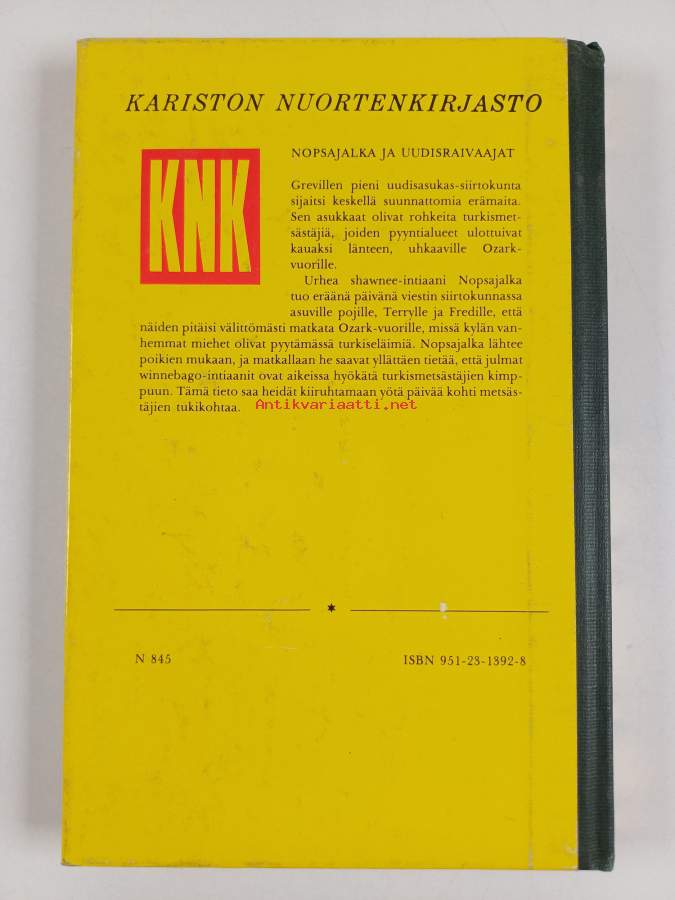 KARISTON NUORTENKIRJASTO
KNK
NOPSAJALKA JA UUDISRAIVAAJAT
Grevillen pieni uudisasukas-siirtokunta
sijaitsi keskellä suunnattomia erämaita.
Sen asukkaat olivat rohkeita turkismet-
sästäjiä, joiden pyyntialueet ulottuivat
kauaksi länteen, uhkaaville Ozark-
vuorille.
Urhea shawnee-intiaani Nopsajalka
tuo eräänä päivänä viestin siirtokunnassa
asuville pojille, Terrylle ja Fredille, että
näiden pitäisi välittömästi matkata Ozark-vuorille, missä kylän van-
hemmat miehet olivat pyytämässä turkiseläimiä. Nopsajalka lähtee
poikien mukaan, ja matkallaan he saavat yllättäen tietää, että julmat
winnebago-intiaanit ovat aikeissa hyökätä turkismetsästäjien kimp-
puun. Tämä tieto saa heidät kiiruhtamaan yötä päivää kohti metsäs-
täjien tukikohtaa.
Antikvariaatti.net
N 845
ISBN 951-23-1392-8